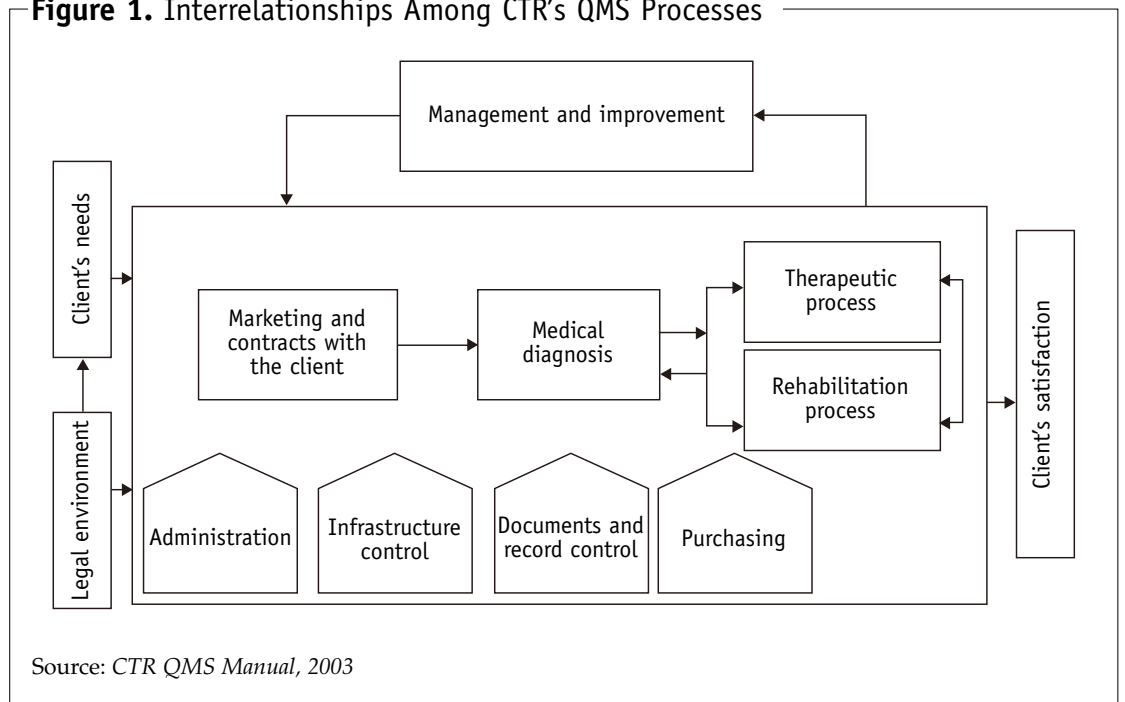 Figure 1. Interrelationships Among CTR's QMS Processes
Management and improvement
Client's needs
Legal environment
Marketing and
contracts with
the client
Medical
diagnosis
Therapeutic
process
Rehabilitation
process
Administration
Infrastructure
control
Documents and
record control
Purchasing
Client's satisfaction
Source: CTR QMS Manual, 2003